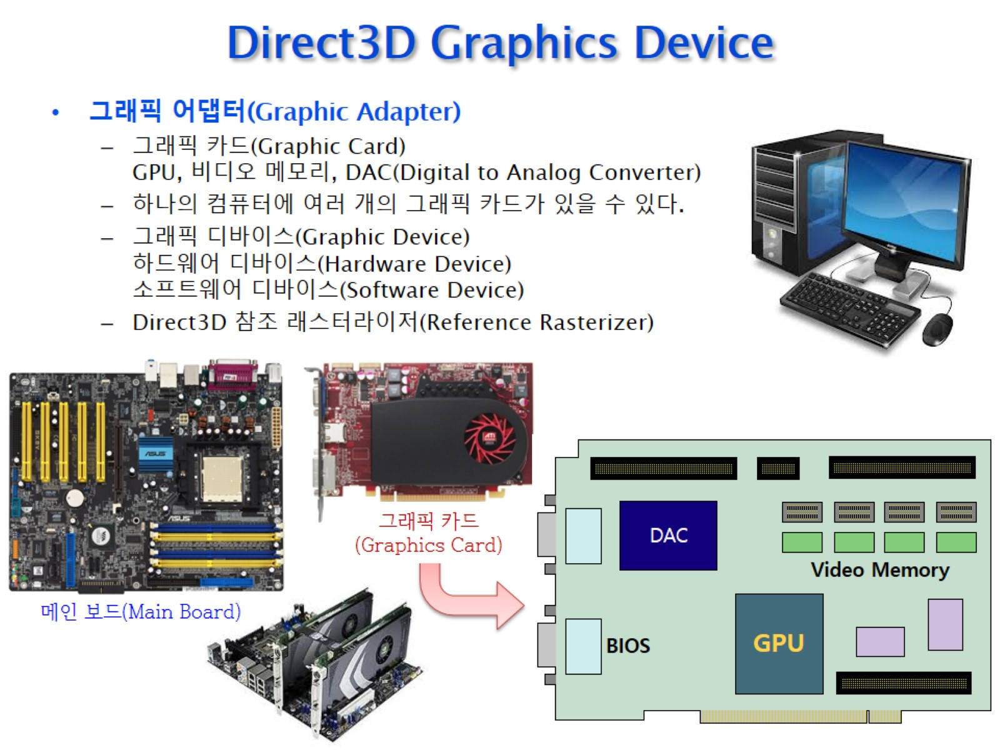 Direct3D Graphics Device
• 그래픽 어댑터(Graphic Adapter)
– 그래픽 카드(Graphic Card)
GPU, 비디오 메모리, DAC(Digital to Analog Converter)
– 하나의 컴퓨터에 여러 개의 그래픽 카드가 있을 수 있다.
– 그래픽 디바이스(Graphic Device)
하드웨어 디바이스(Hardware Device)
소프트웨어 디바이스(Software Device)
– Direct3D 참조 래스터라이저(Reference Rasterizer)
ASUS
ASUS
VIA
메인 보드(Main Board)
ATI
그래픽 카드
(Graphics Card)
DAC
Video Memory
BIOS
GPU